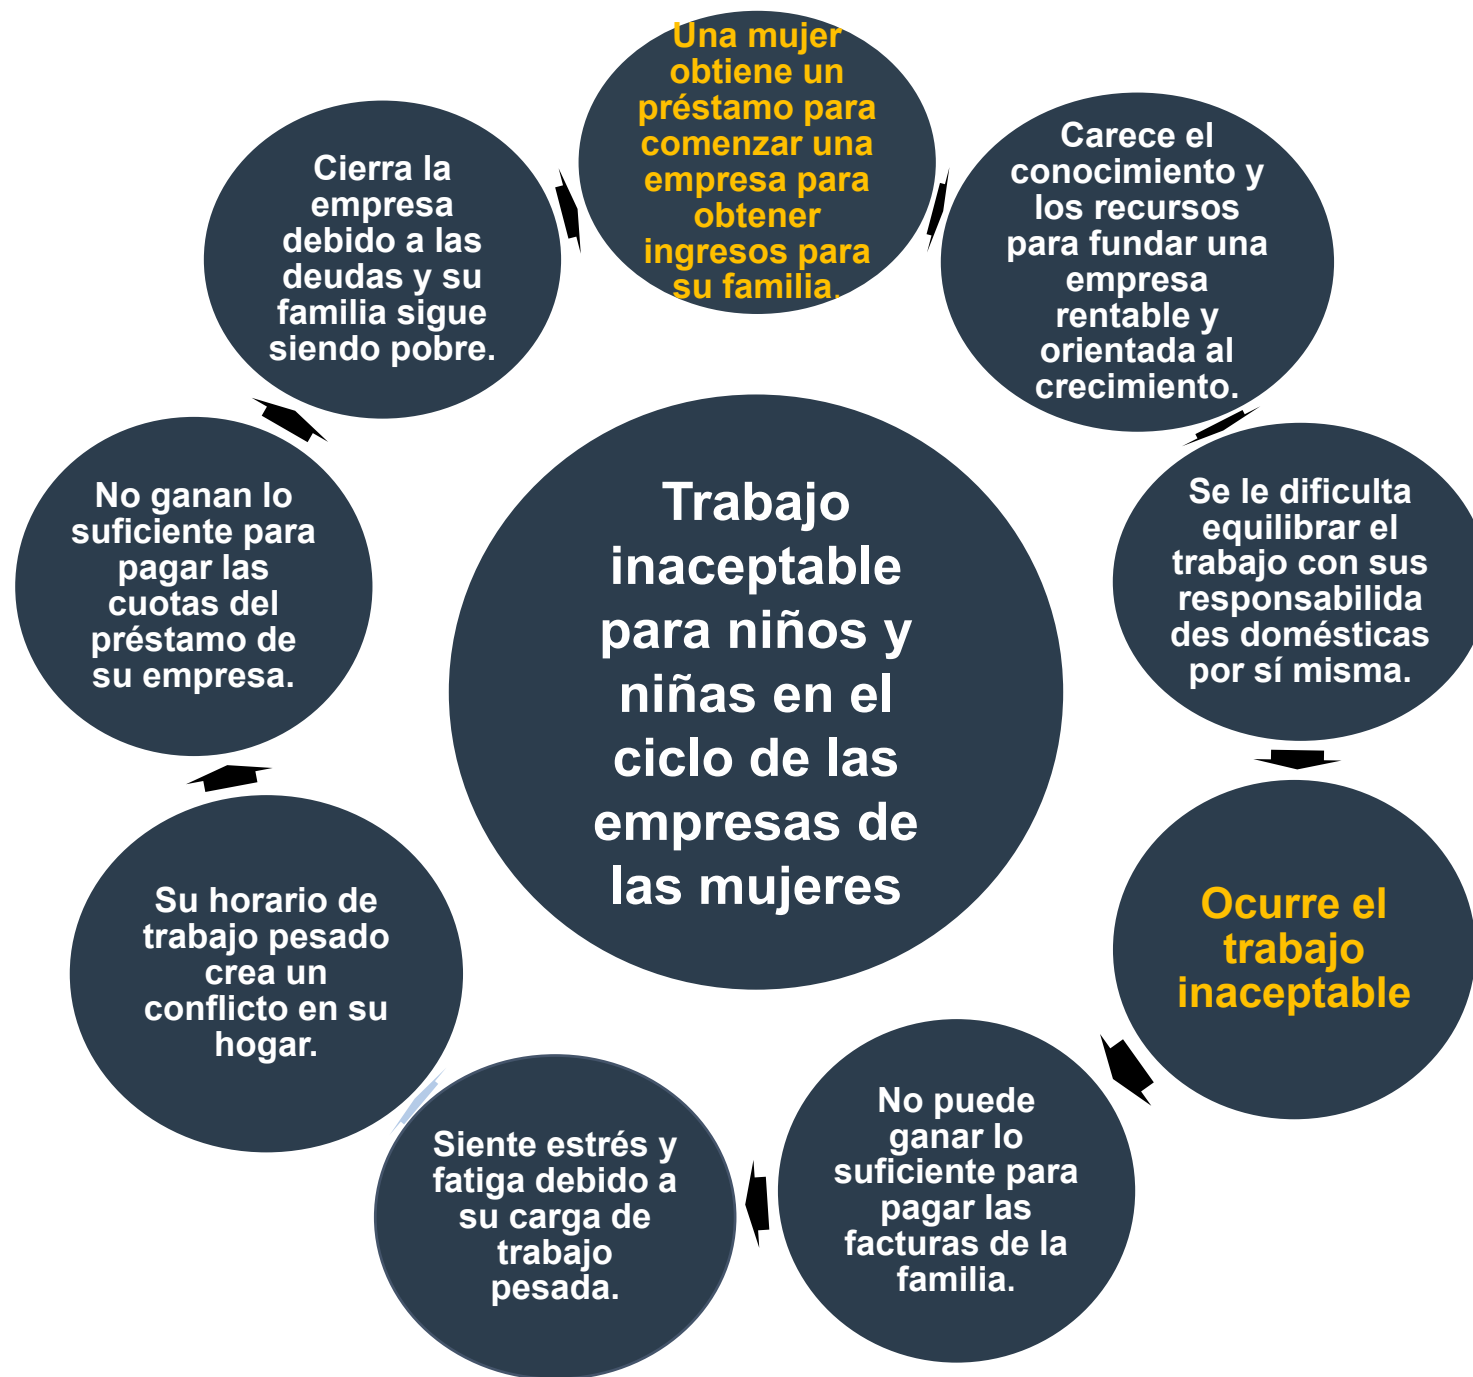 Una mujer
obtiene un
préstamo para
comenzar una
empresa para
obtener
ingresos para
su familia.
Carece el
conocimiento y
los recursos
para fundar una
empresa
rentable y
orientada al
crecimiento.
Se le dificulta
equilibrar el
trabajo con sus
responsabilida
des domésticas
por sí misma.
Ocurre el
trabajo
inaceptable
No puede
ganar lo
suficiente para
pagar las
facturas de la
familia.
Siente estrés y
fatiga debido a
su carga de
trabajo
pesada.
Su horario de
trabajo pesado
crea un
conflicto en su
hogar.
No ganan lo
suficiente para
pagar las
cuotas del
préstamo de
su empresa.
Cierra la
empresa
debido a las
deudas y su
familia sigue
siendo pobre.
Trabajo
inaceptable
para niños y
niñas en el
ciclo de las
empresas de
las mujeres